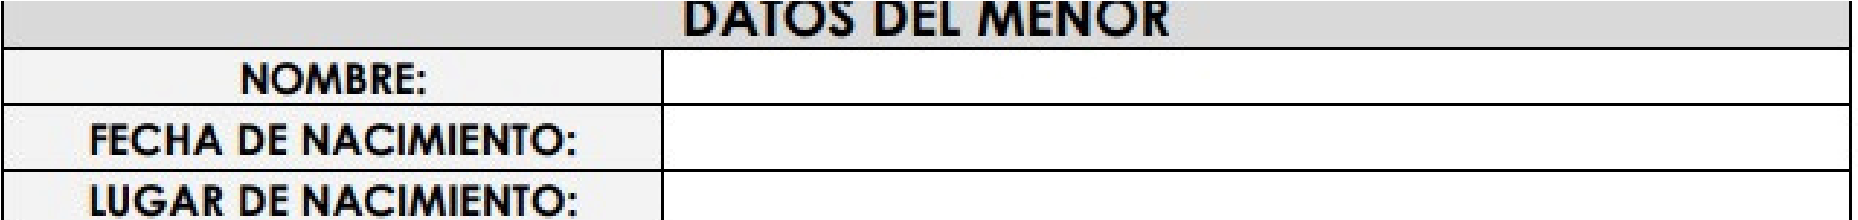 DATOS DEL MENOR
NOMBRE:
FECHA DE NACIMIENTO:
LUGAR DE NACIMIENTO: